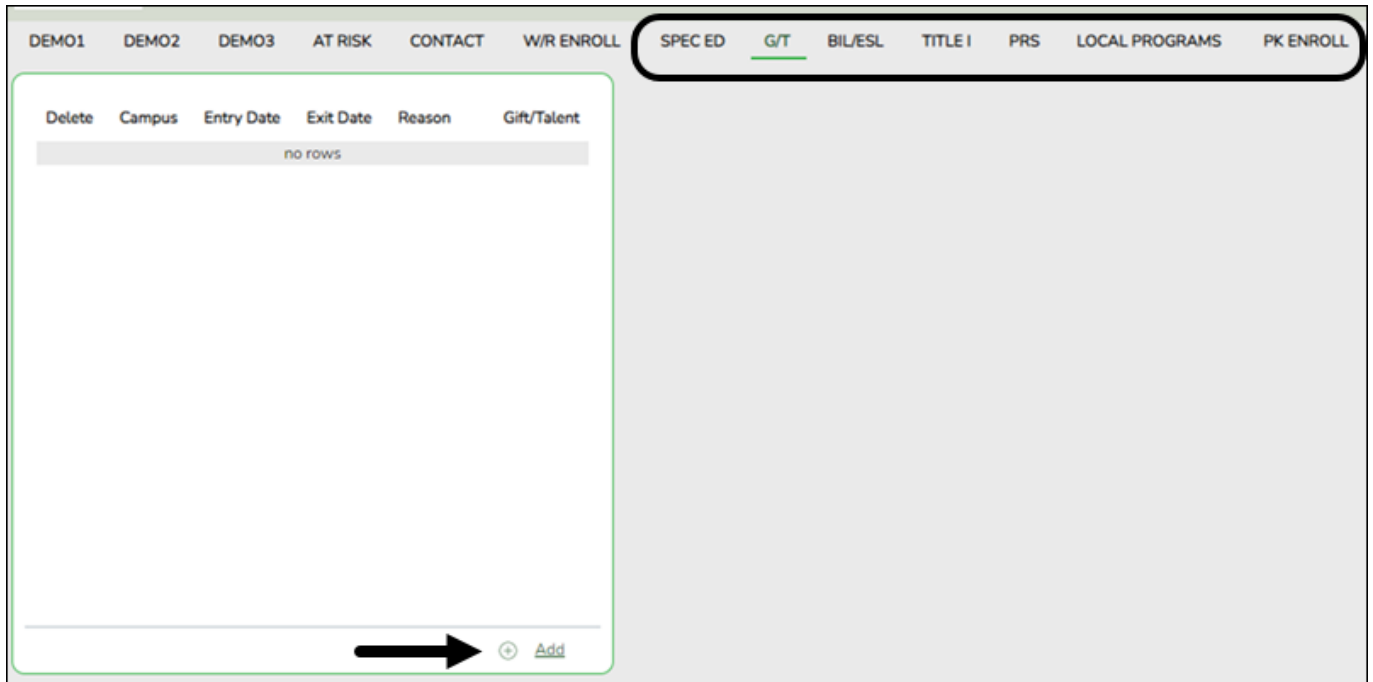 DEMO1 DEMO2 DEMO3 AT RISK CONTACT W/R ENROLL SPEC ED G/T BIL/ESL TITLE I PRS LOCAL PROGRAMS PK ENROLL
Delete Campus Entry Date Exit Date Reason Gift/Talent
no rows
Add